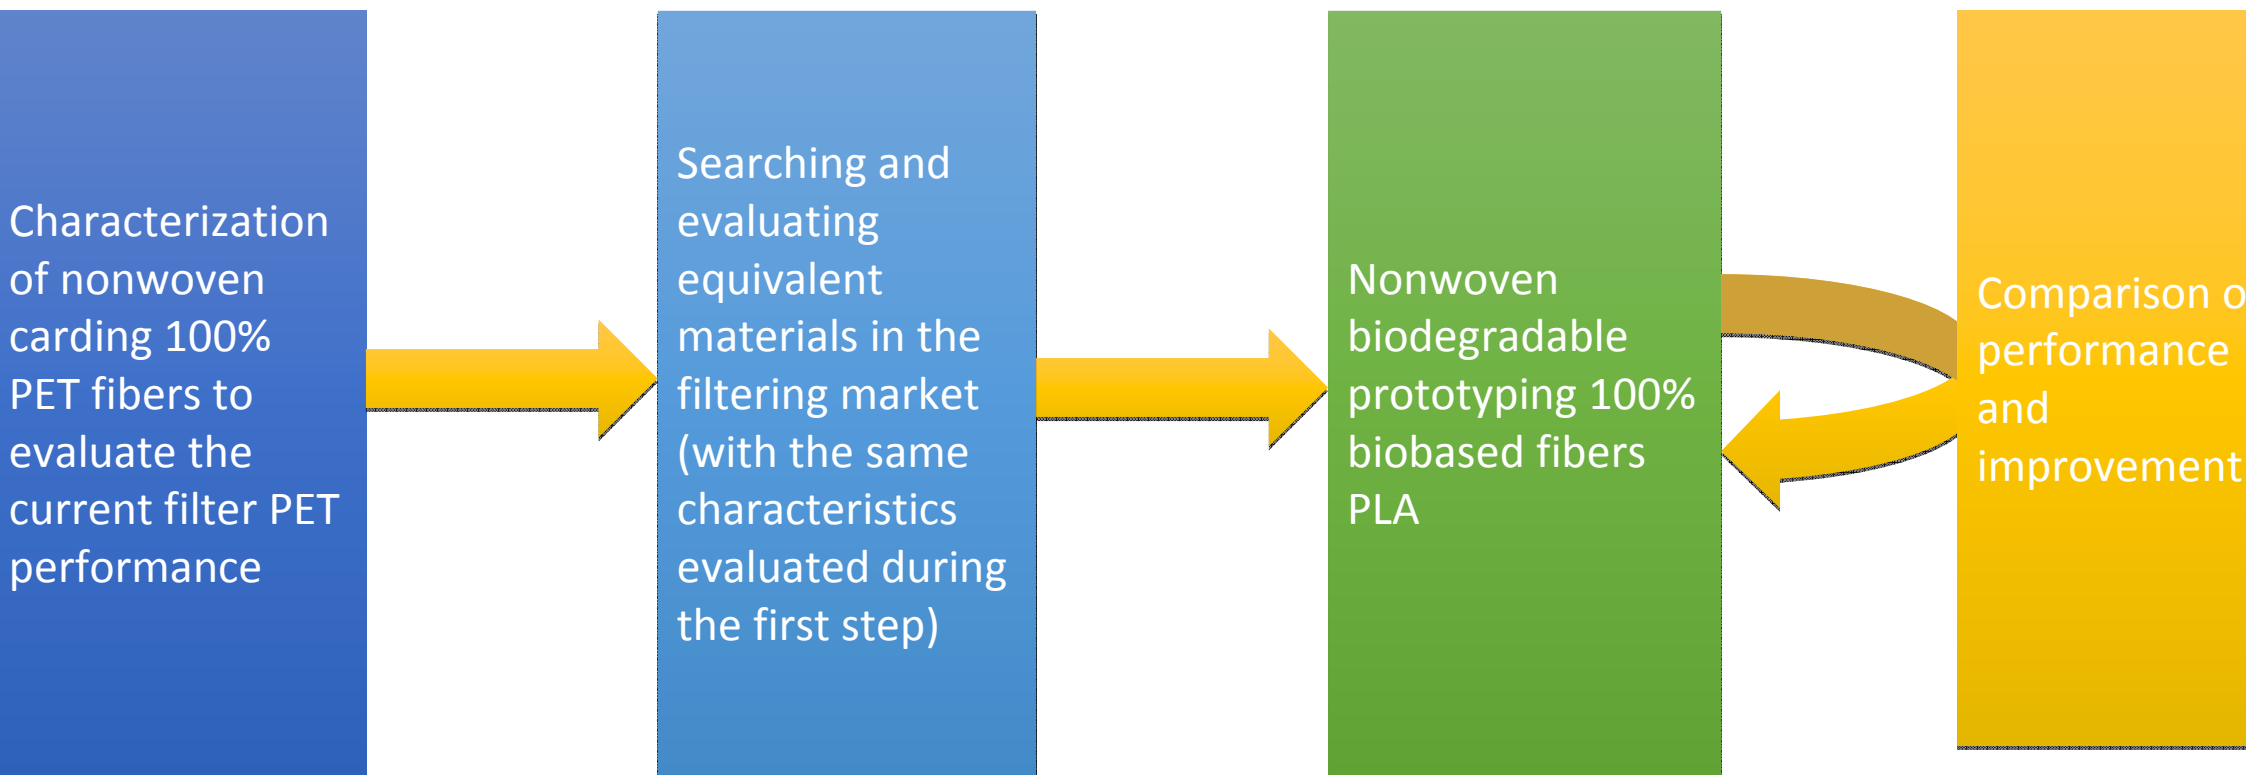 Characterization
of nonwoven
carding 100%
PET fibers to
evaluate the
current filter PET
performance
Searching and
evaluating
equivalent
materials in the
filtering market
(with the same
characteristics
evaluated during
the first step)
Nonwoven
biodegradable
prototyping 100%
biobased fibers
PLA
Comparison o
performance
and
improvement